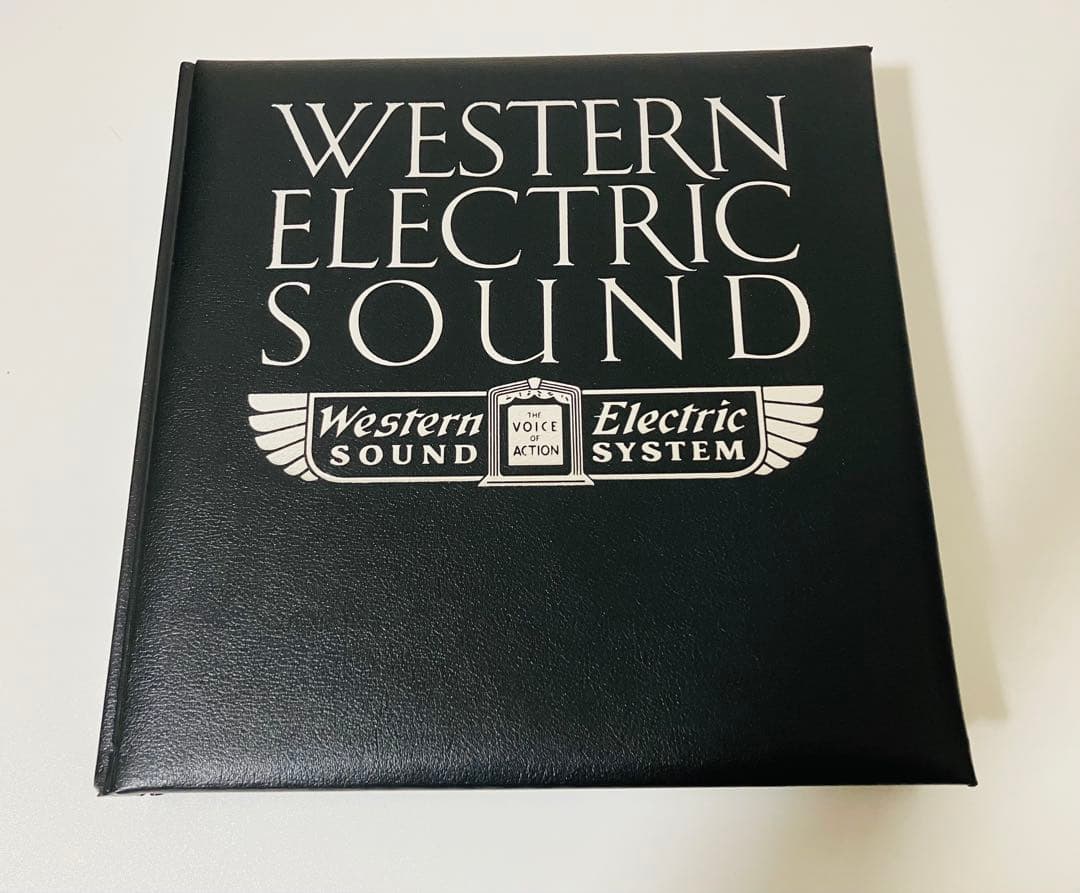 WESTERN
ELECTRIC
SOUND
Western
SOUND
THE
VOICE
OF
ACTION
Electric
SYSTEM